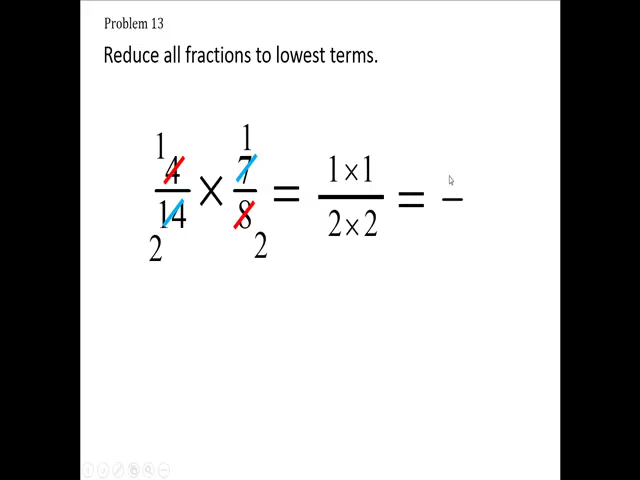 Problem 13
Reduce all fractions to lowest terms.
1 1
4/14 × 7/8 = (1×1)/(2×2) = —
2 2